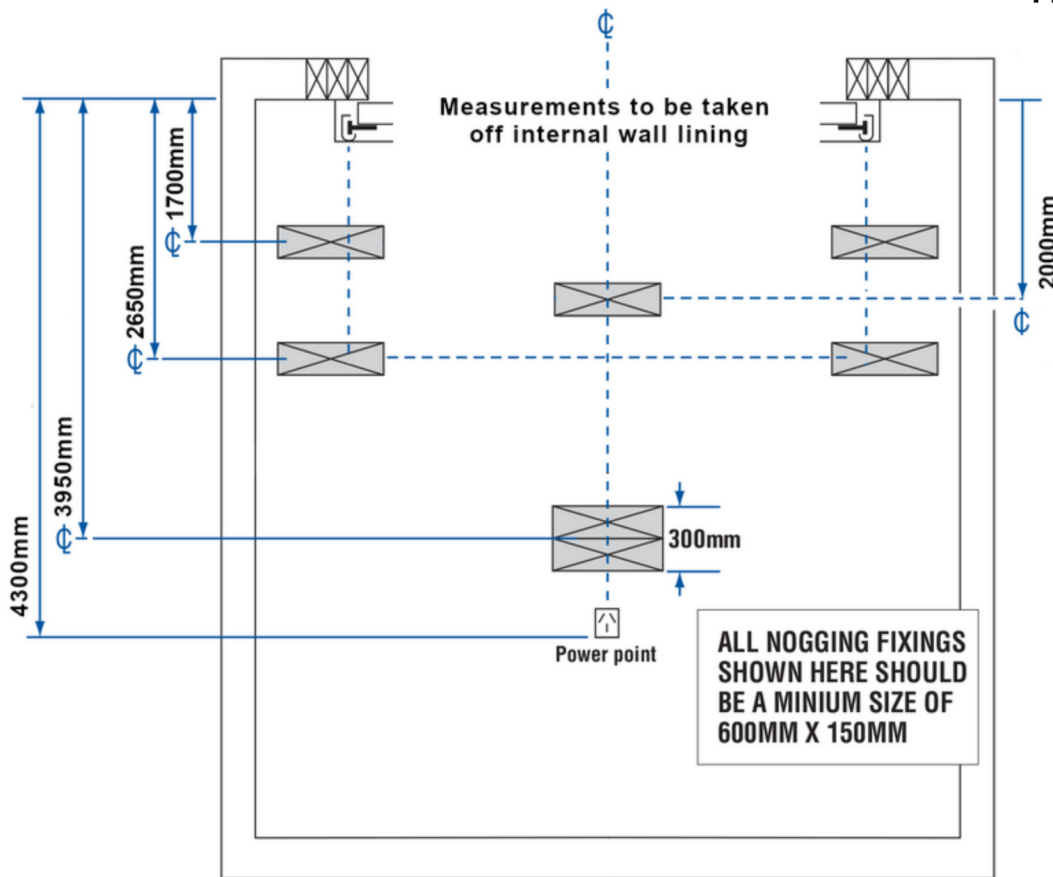 ℄
Measurements to be taken
off internal wall lining
1700mm
℄
2000mm
℄
2650mm
℄
3950mm
℄
300mm
4300mm
Power point
ALL NOGGING FIXINGS
SHOWN HERE SHOULD
BE A MINIUM SIZE OF
600MM X 150MM